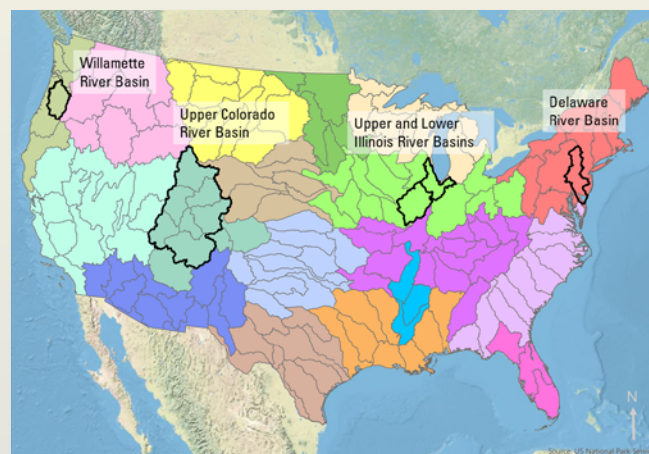 Willamette
River Basin
Upper Colorado
River Basin
Upper and Lower
Illinois River Basins
Delaware
River Basin
N
Source: US National Park Service